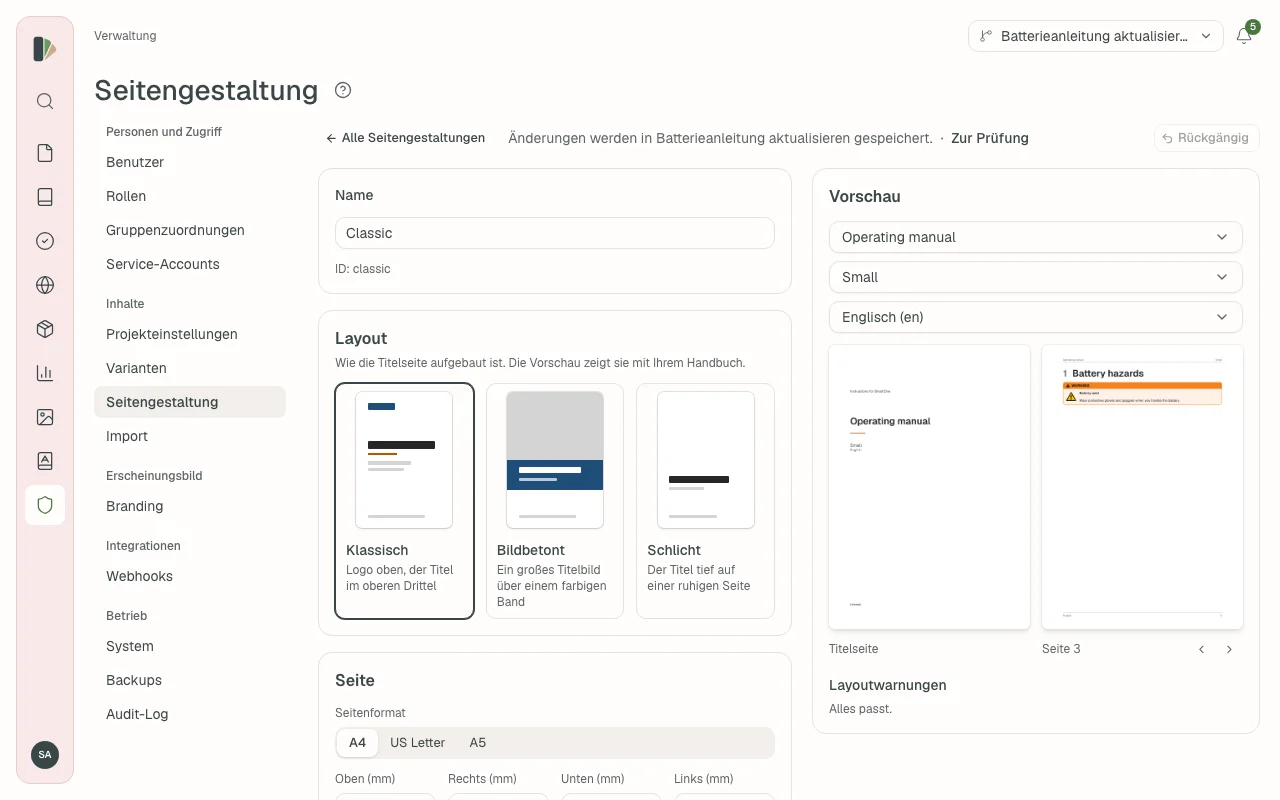 Verwaltung
Batterieanleitung aktualisier...
5
Seitengestaltung
Personen und Zugriff
Benutzer
Rollen
Gruppenzuordnungen
Service-Accounts
Inhalte
Projekteinstellungen
Varianten
Seitengestaltung
Import
Erscheinungsbild
Branding
Integrationen
Webhooks
Betrieb
System
Backups
Audit-Log
SA
← Alle Seitengestaltungen
Änderungen werden in Batterieanleitung aktualisieren gespeichert. · Zur Prüfung
Rückgängig
Name
Classic
ID: classic
Layout
Wie die Titelseite aufgebaut ist. Die Vorschau zeigt sie mit Ihrem Handbuch.
Klassisch
Logo oben, der Titel
im oberen Drittel
Bildbetont
Ein großes Titelbild
über einem farbigen
Band
Schlicht
Der Titel tief auf
einer ruhigen Seite
Seite
Seitenformat
A4 US Letter A5
Oben (mm) Rechts (mm) Unten (mm) Links (mm)
Vorschau
Operating manual
Small
Englisch (en)
Operating manual
Small
1 Battery hazards
Titelseite
Seite 3
Layoutwarnungen
Alles passt.